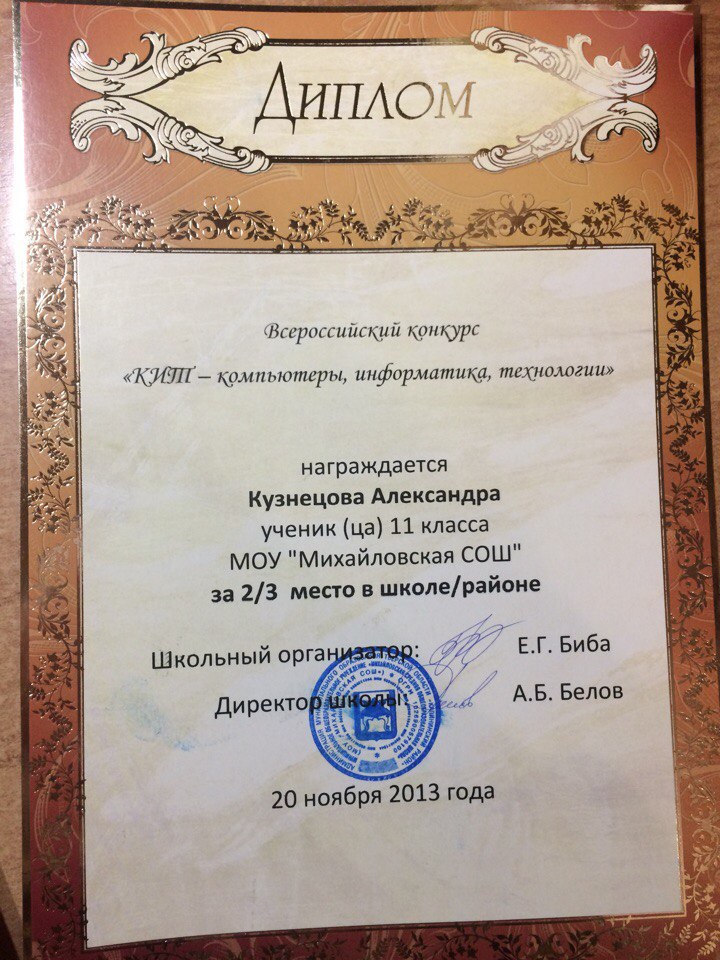 Диплом
Всероссийский конкурс
«КИТ – компьютеры, информатика, технологии»
награждается
Кузнецова Александра
ученик (ца) 11 класса
МОУ "Михайловская СОШ"
за 2/3 место в школе/районе
Школьный организатор: Е.Г. Биба
Директор школы: А.Б. Белов
20 ноября 2013 года